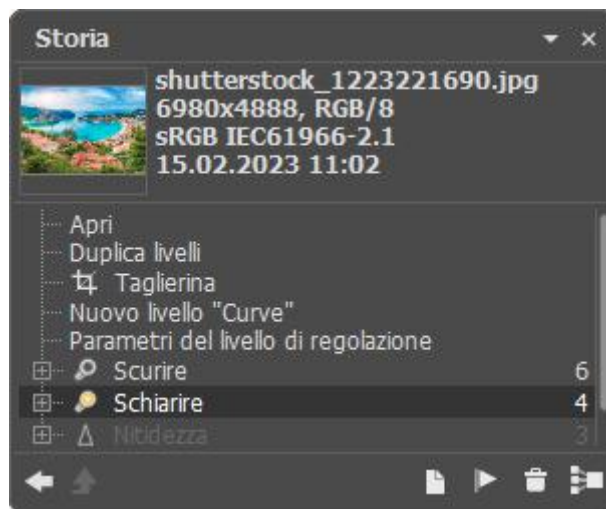 Storia
shutterstock_1223221690.jpg
6980x4888, RGB/8
sRGB IEC61966-2.1
15.02.2023 11:02
Apri
Duplica livelli
Taglierina
Nuovo livello "Curve"
Parametri del livello di regolazione
Scurire 6
Schiarire 4
Nitidezza 3